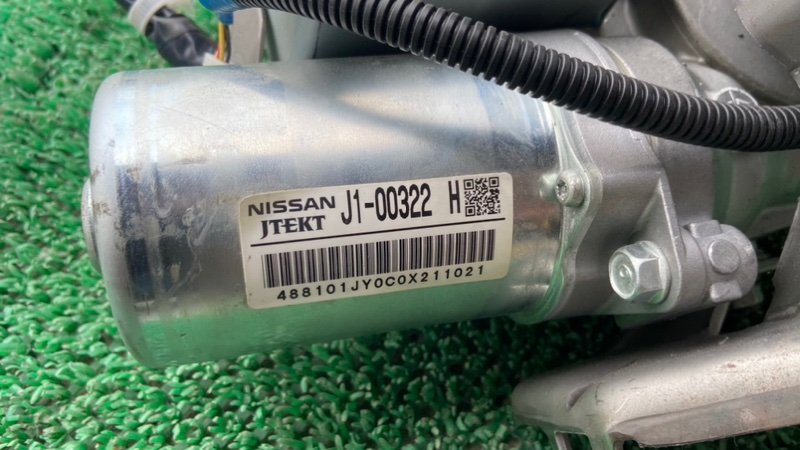 NISSAN J1-00322 H
JTEKT
488101JY0C0X211021